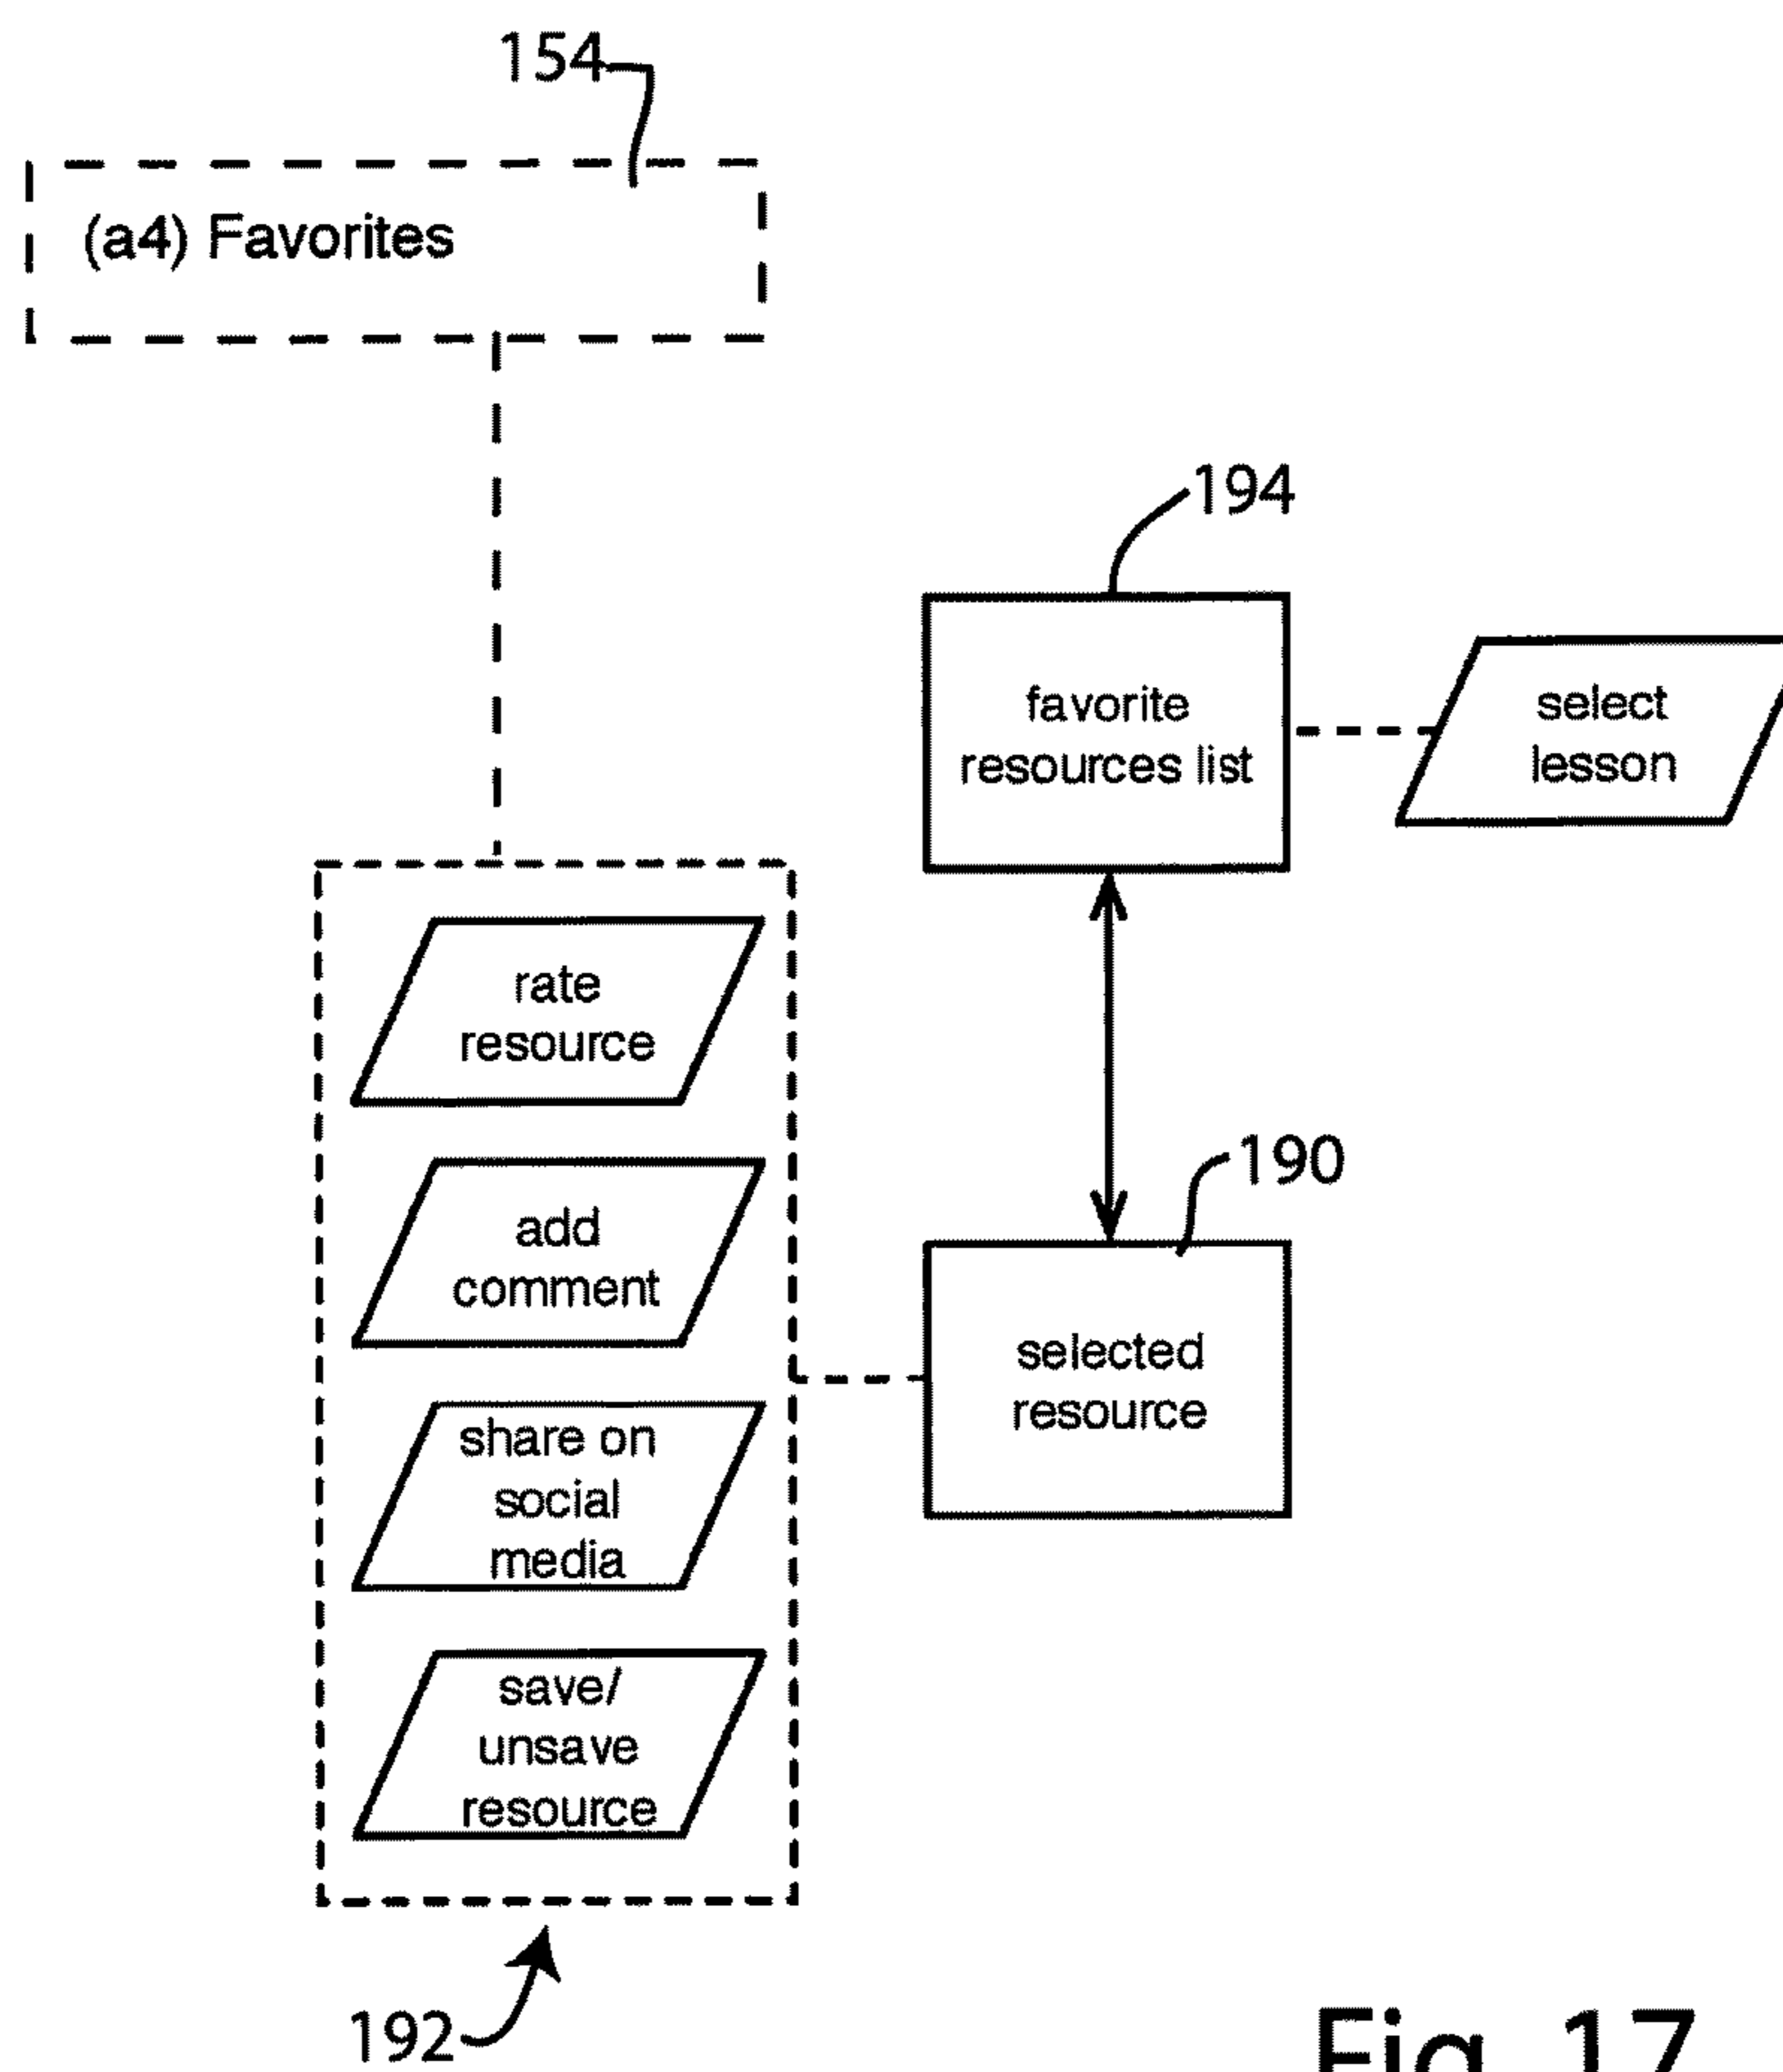 154
(a4) Favorites
194
favorite
resources list
select
lesson
rate
resource
add
comment
share on
social
media
save/
unsave
resource
190
selected
resource
192
Fig. 17